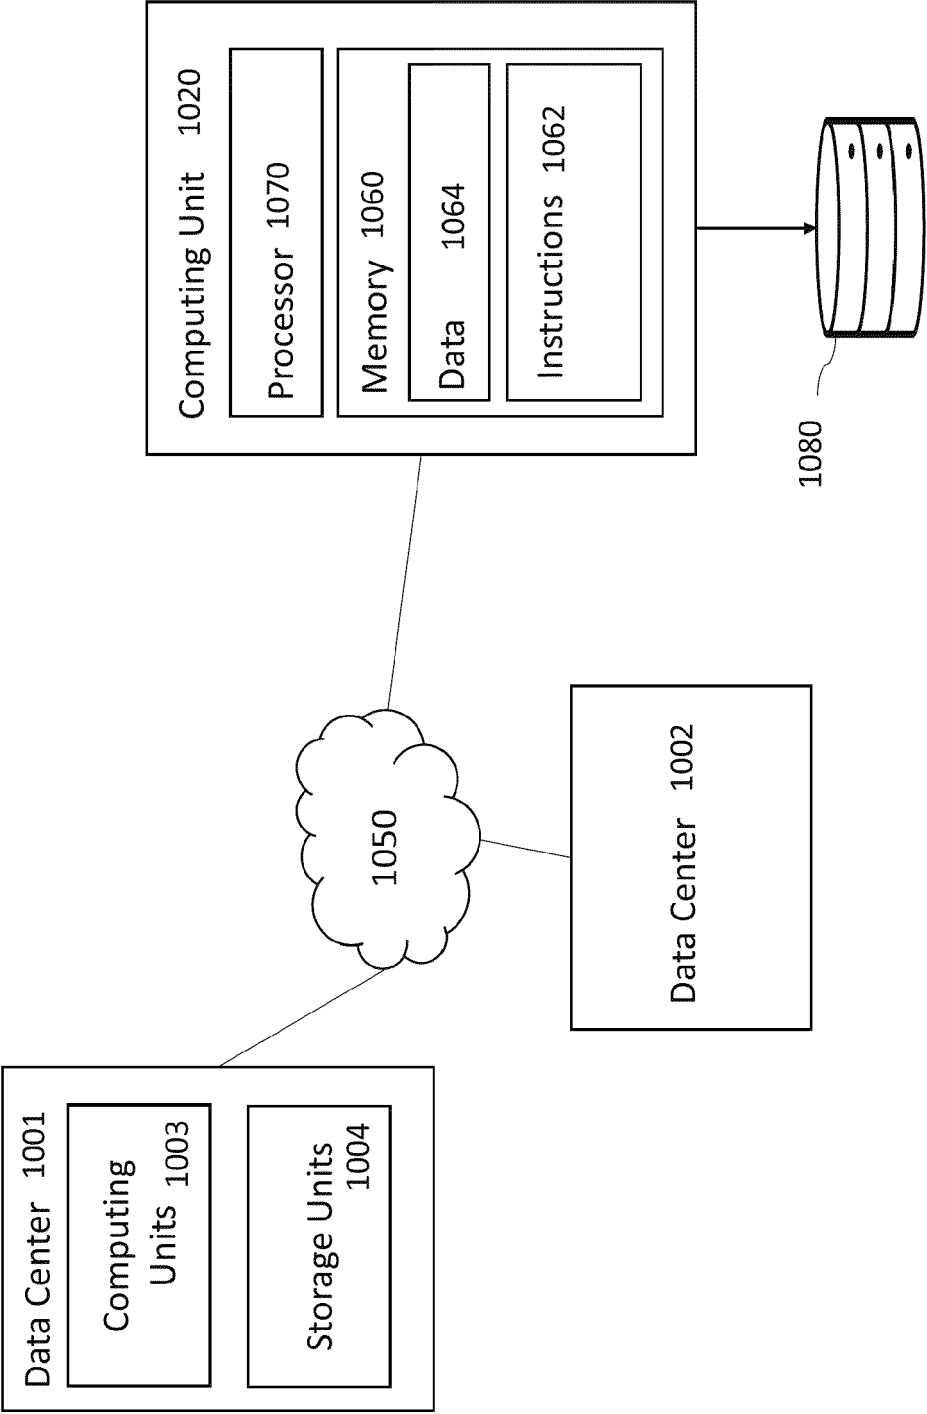 Computing Unit 1020
Processor 1070
Memory 1060
Data 1064
Instructions 1062
1080
1050
Data Center 1002
Data Center 1001
Computing
Units 1003
Storage Units
1004